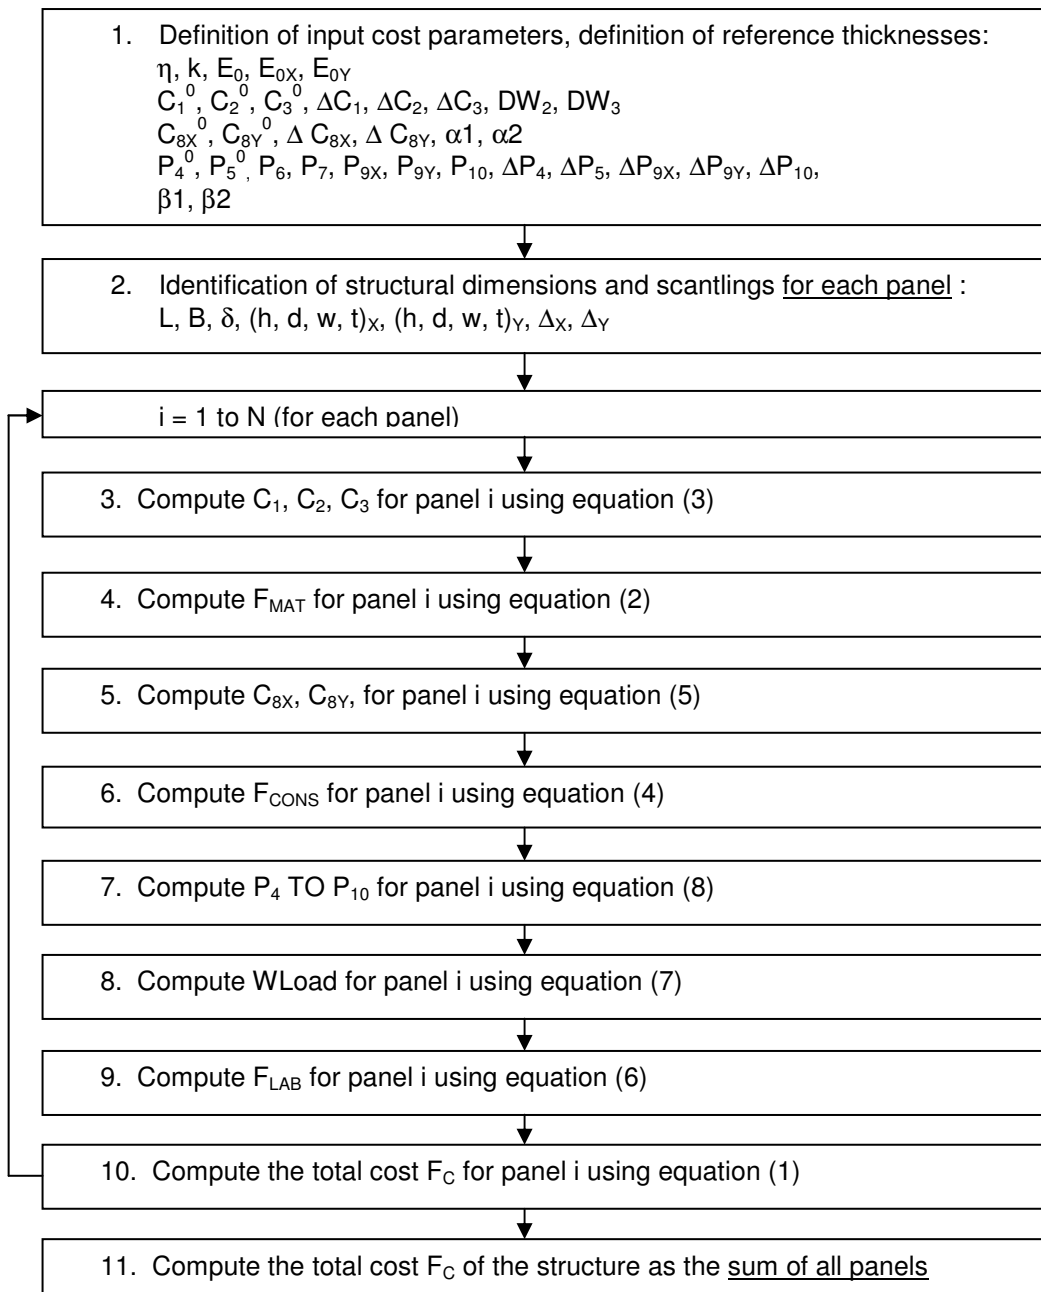 1. Definition of input cost parameters, definition of reference thicknesses:
η, k, E₀, E₀X, E₀Y
C₁⁰, C₂⁰, C₃⁰, ΔC₁, ΔC₂, ΔC₃, DW₂, DW₃
C₈X⁰, C₈Y⁰, Δ C₈X, Δ C₈Y, α1, α2
P₄⁰, P₅⁰, P₆, P₇, P₉X, P₉Y, P₁₀, ΔP₄, ΔP₅, ΔP₉X, ΔP₉Y, ΔP₁₀,
β1, β2
2. Identification of structural dimensions and scantlings for each panel :
L, B, δ, (h, d, w, t)X, (h, d, w, t)Y, ΔX, ΔY
i = 1 to N (for each panel)
3. Compute C₁, C₂, C₃ for panel i using equation (3)
4. Compute FMAT for panel i using equation (2)
5. Compute C₈X, C₈Y, for panel i using equation (5)
6. Compute FCONS for panel i using equation (4)
7. Compute P₄ TO P₁₀ for panel i using equation (8)
8. Compute WLoad for panel i using equation (7)
9. Compute FLAB for panel i using equation (6)
10. Compute the total cost FC for panel i using equation (1)
11. Compute the total cost FC of the structure as the sum of all panels